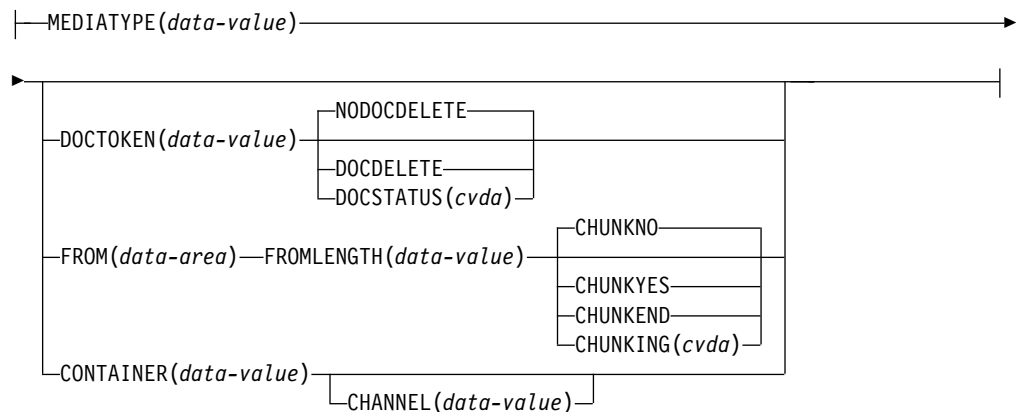 MEDIATYPE(data-value)
NODOCDELETE
DOCTOKEN(data-value)
DOCDELETE
DOCSTATUS(cvda)
CHUNKNO
FROM(data-area) FROMLENGTH(data-value)
CHUNKYES
CHUNKEND
CHUNKING(cvda)
CONTAINER(data-value)
CHANNEL(data-value)